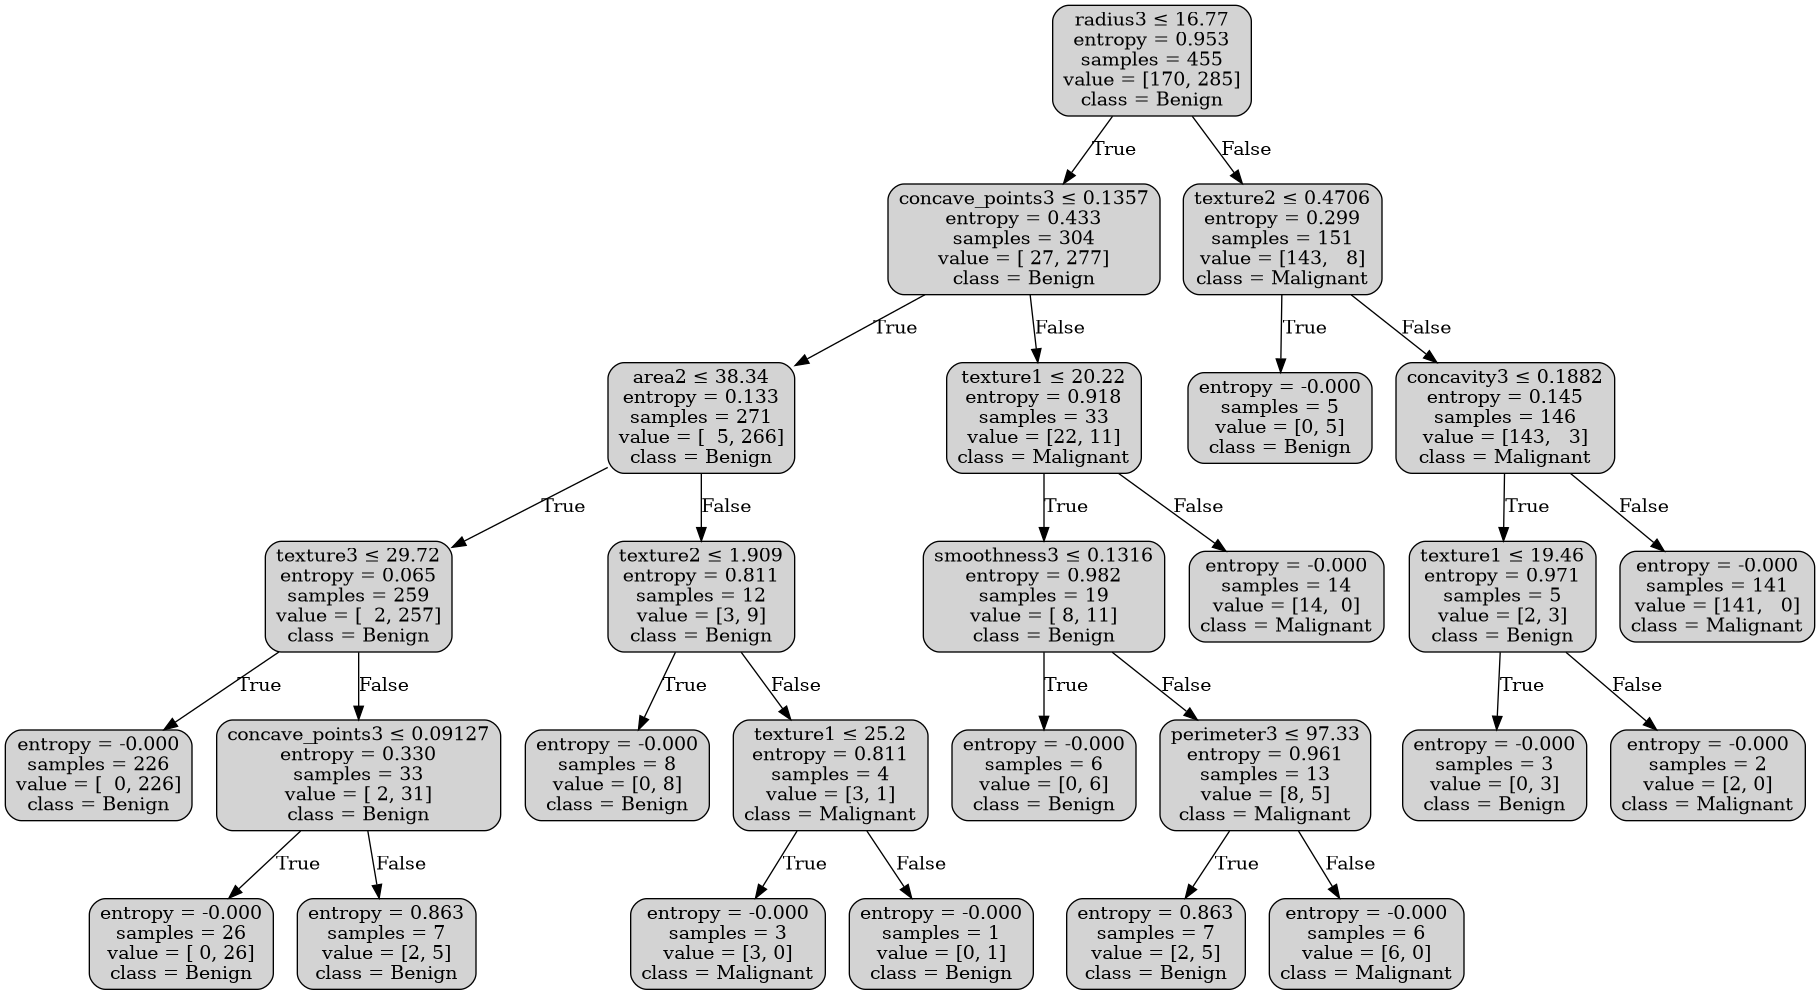 radius3 ≤ 16.77
entropy = 0.953
samples = 455
value = [170, 285]
class = Benign
True
False
concave_points3 ≤ 0.1357
entropy = 0.433
samples = 304
value = [ 27, 277]
class = Benign
texture2 ≤ 0.4706
entropy = 0.299
samples = 151
value = [143,   8]
class = Malignant
True
False
True
False
area2 ≤ 38.34
entropy = 0.133
samples = 271
value = [  5, 266]
class = Benign
texture1 ≤ 20.22
entropy = 0.918
samples = 33
value = [22, 11]
class = Malignant
entropy = -0.000
samples = 5
value = [0, 5]
class = Benign
concavity3 ≤ 0.1882
entropy = 0.145
samples = 146
value = [143,   3]
class = Malignant
True
False
True
False
True
False
texture3 ≤ 29.72
entropy = 0.065
samples = 259
value = [  2, 257]
class = Benign
texture2 ≤ 1.909
entropy = 0.811
samples = 12
value = [3, 9]
class = Benign
smoothness3 ≤ 0.1316
entropy = 0.982
samples = 19
value = [ 8, 11]
class = Benign
entropy = -0.000
samples = 14
value = [14,  0]
class = Malignant
texture1 ≤ 19.46
entropy = 0.971
samples = 5
value = [2, 3]
class = Benign
entropy = -0.000
samples = 141
value = [141,   0]
class = Malignant
True
False
True
False
True
False
True
False
entropy = -0.000
samples = 226
value = [  0, 226]
class = Benign
concave_points3 ≤ 0.09127
entropy = 0.330
samples = 33
value = [ 2, 31]
class = Benign
entropy = -0.000
samples = 8
value = [0, 8]
class = Benign
texture1 ≤ 25.2
entropy = 0.811
samples = 4
value = [3, 1]
class = Malignant
entropy = -0.000
samples = 6
value = [0, 6]
class = Benign
perimeter3 ≤ 97.33
entropy = 0.961
samples = 13
value = [8, 5]
class = Malignant
entropy = -0.000
samples = 3
value = [0, 3]
class = Benign
entropy = -0.000
samples = 2
value = [2, 0]
class = Malignant
True
False
True
False
True
False
entropy = -0.000
samples = 26
value = [ 0, 26]
class = Benign
entropy = 0.863
samples = 7
value = [2, 5]
class = Benign
entropy = -0.000
samples = 3
value = [3, 0]
class = Malignant
entropy = -0.000
samples = 1
value = [0, 1]
class = Benign
entropy = 0.863
samples = 7
value = [2, 5]
class = Benign
entropy = -0.000
samples = 6
value = [6, 0]
class = Malignant